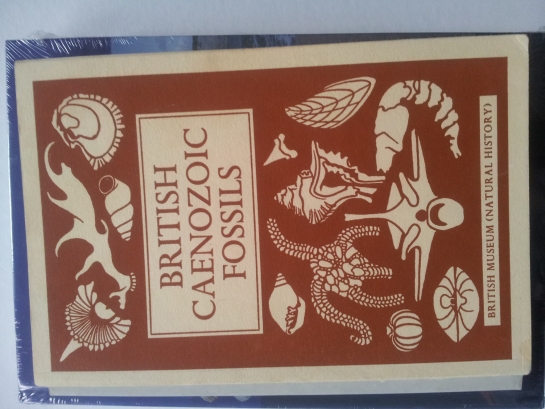 BRITISH
CAENOZOIC
FOSSILS
BRITISH MUSEUM (NATURAL HISTORY)